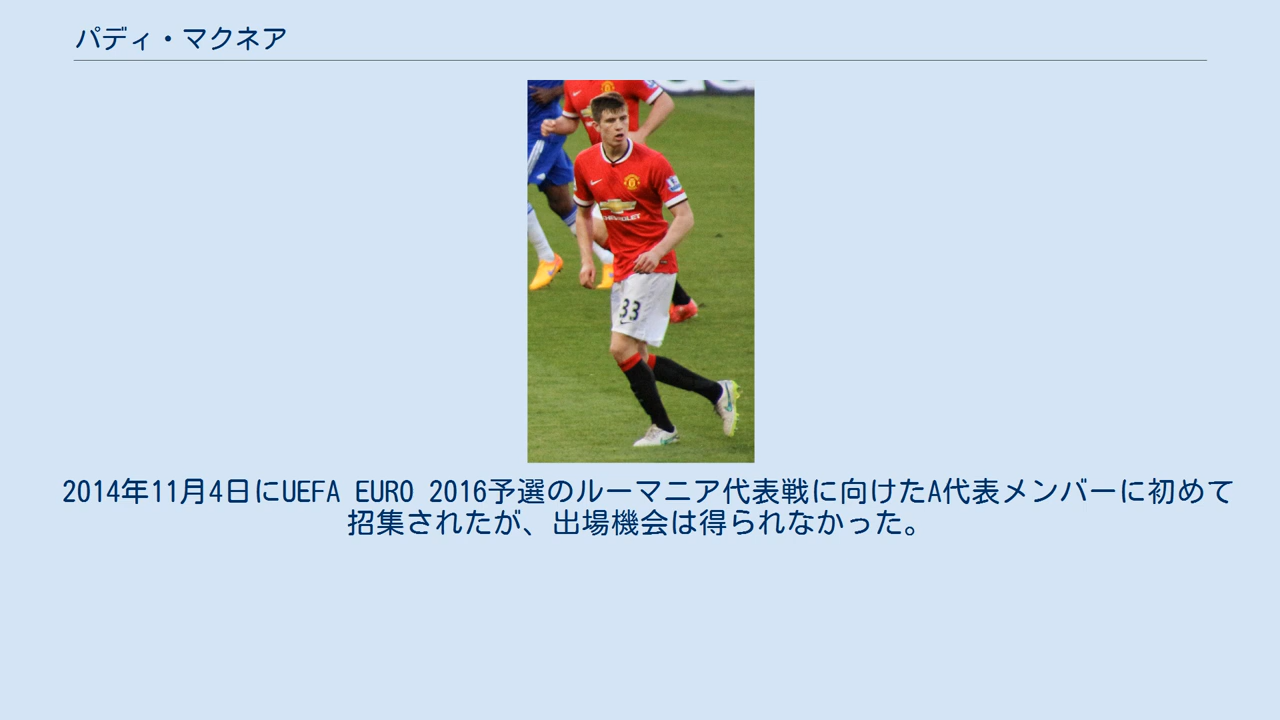 パディ・マクネア
CHEVROLET
33
2014年11月4日にUEFA EURO 2016予選のルーマニア代表戦に向けたA代表メンバーに初めて
招集されたが、出場機会は得られなかった。